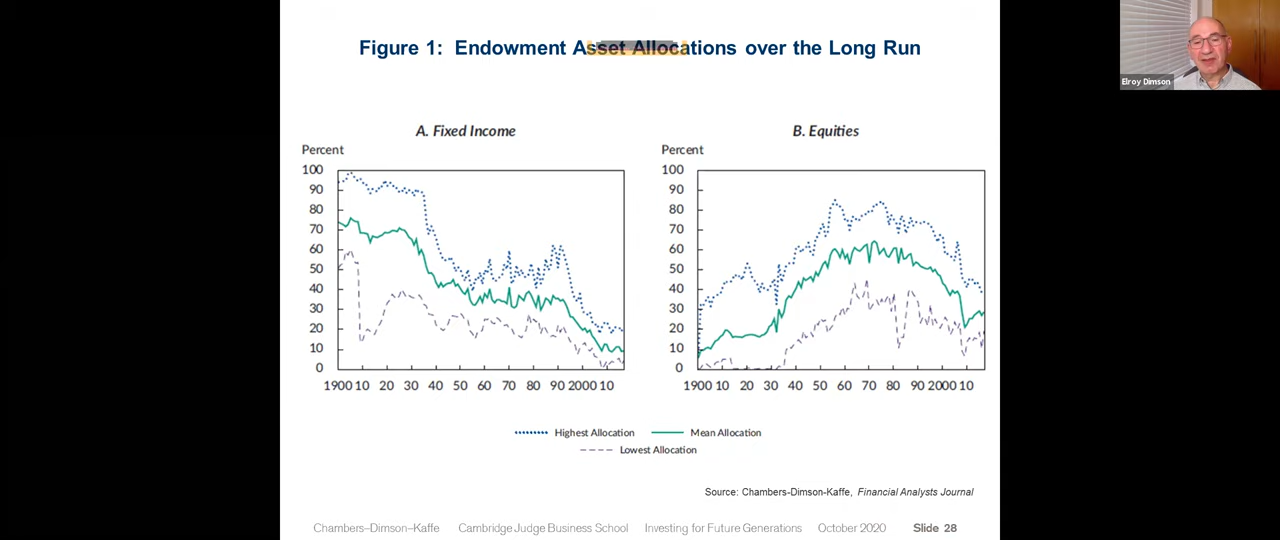 Figure 1: Endowment Asset Allocations over the Long Run
Elroy Dimson
A. Fixed Income
Percent
100
90
80
70
60
50
40
30
20
10
0
1900 10 20 30 40 50 60 70 80 90 2000 10
B. Equities
Percent
100
90
80
70
60
50
40
30
20
10
0
1900 10 20 30 40 50 60 70 80 90 2000 10
Highest Allocation Mean Allocation
Lowest Allocation
Source: Chambers-Dimson-Kaffe, Financial Analysts Journal
Chambers–Dimson–Kaffe Cambridge Judge Business School Investing for Future Generations October 2020 Slide 28